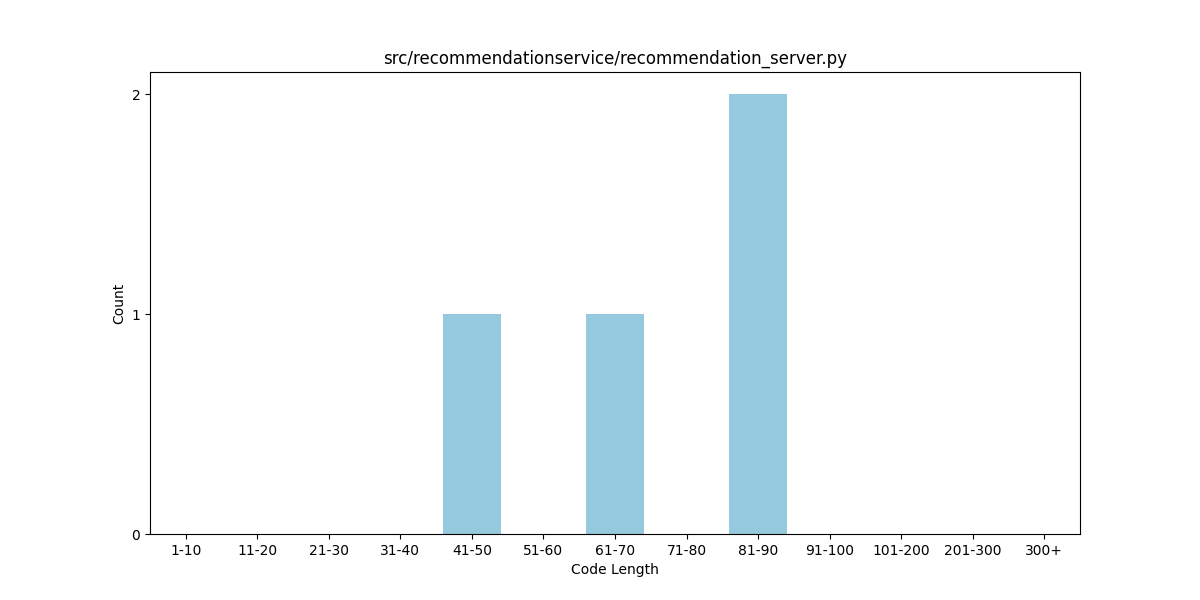 src/recommendationservice/recommendation_server.py
2
1
0
Count
1-10 11-20 21-30 31-40 41-50 51-60 61-70 71-80 81-90 91-100 101-200 201-300 300+
Code Length